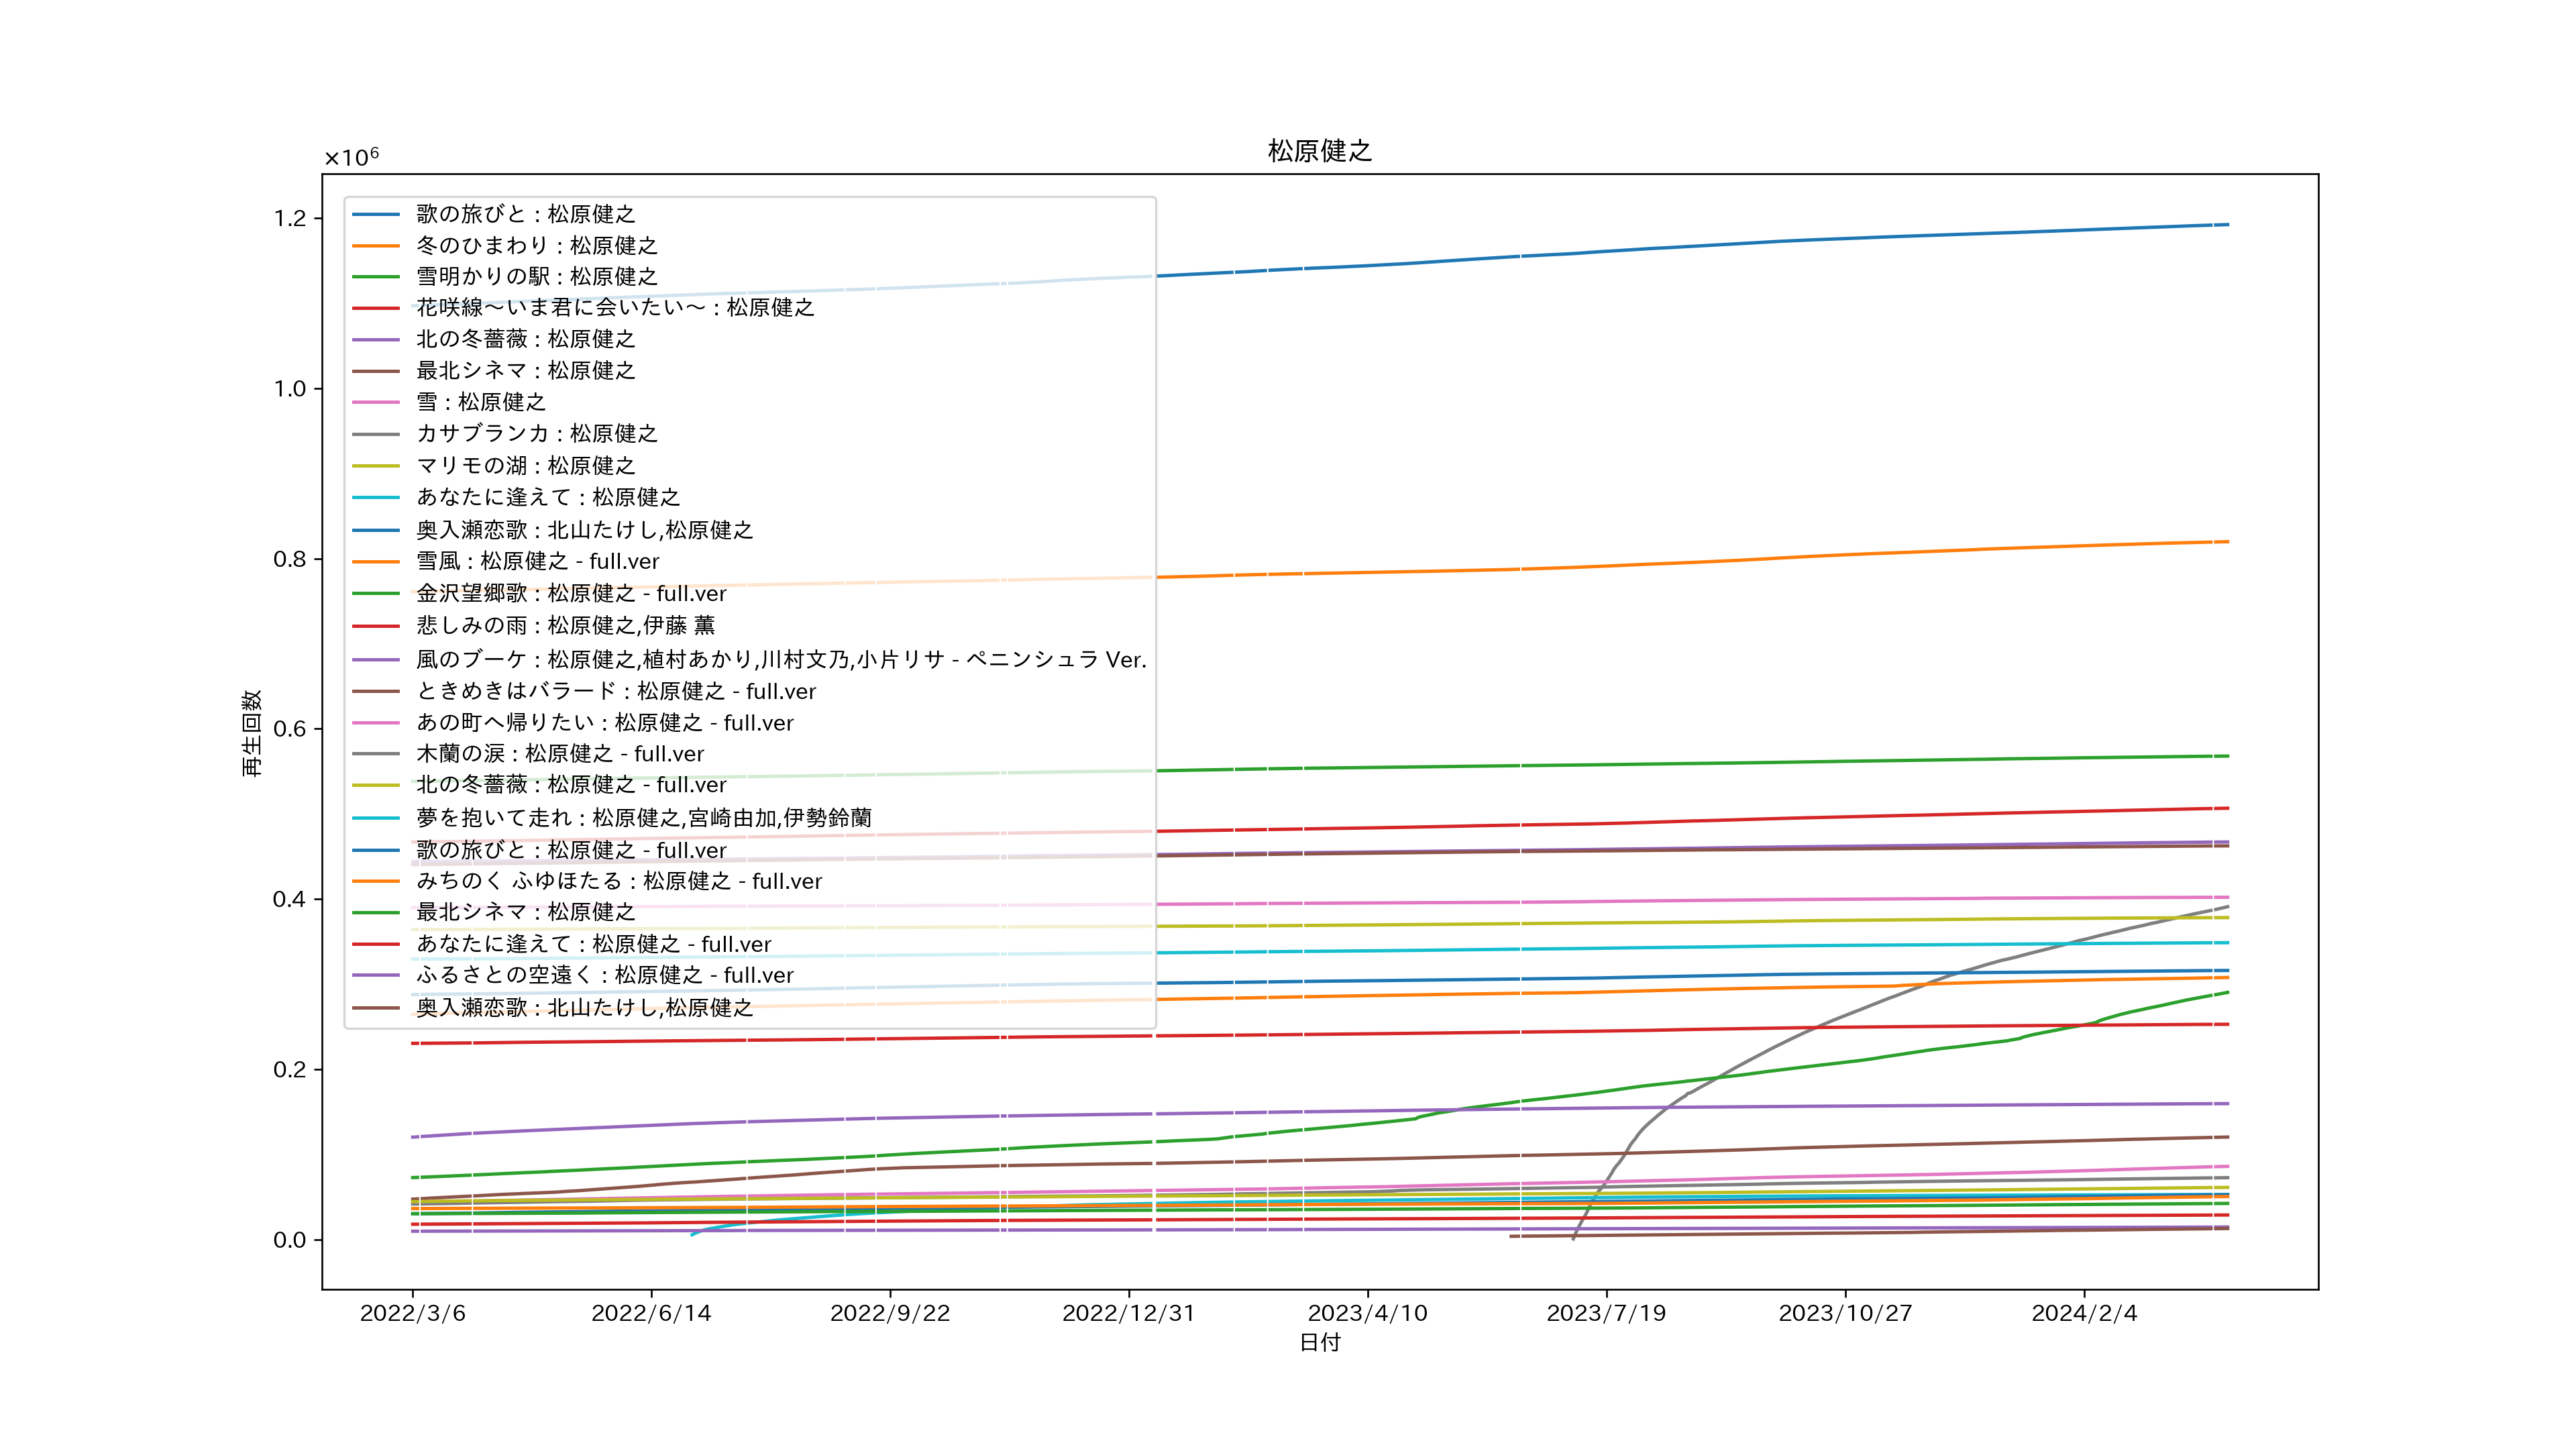 松原健之
×10⁶
1.2
1.0
0.8
0.6
0.4
0.2
0.0
再生回数
歌の旅びと : 松原健之
冬のひまわり : 松原健之
雪明かりの駅 : 松原健之
花咲線～いま君に会いたい～ : 松原健之
北の冬薔薇 : 松原健之
最北シネマ : 松原健之
雪 : 松原健之
カサブランカ : 松原健之
マリモの湖 : 松原健之
あなたに逢えて : 松原健之
奥入瀬恋歌 : 北山たけし,松原健之
雪風 : 松原健之 - full.ver
金沢望郷歌 : 松原健之 - full.ver
悲しみの雨 : 松原健之,伊藤 薫
風のブーケ : 松原健之,植村あかり,川村文乃,小片リサ - ペニンシュラ Ver.
ときめきはバラード : 松原健之 - full.ver
あの町へ帰りたい : 松原健之 - full.ver
木蘭の涙 : 松原健之 - full.ver
北の冬薔薇 : 松原健之 - full.ver
夢を抱いて走れ : 松原健之,宮崎由加,伊勢鈴蘭
歌の旅びと : 松原健之 - full.ver
みちのく ふゆほたる : 松原健之 - full.ver
最北シネマ : 松原健之
あなたに逢えて : 松原健之 - full.ver
ふるさとの空遠く : 松原健之 - full.ver
奥入瀬恋歌 : 北山たけし,松原健之
2022/3/6 2022/6/14 2022/9/22 2022/12/31 2023/4/10 2023/7/19 2023/10/27 2024/2/4
日付